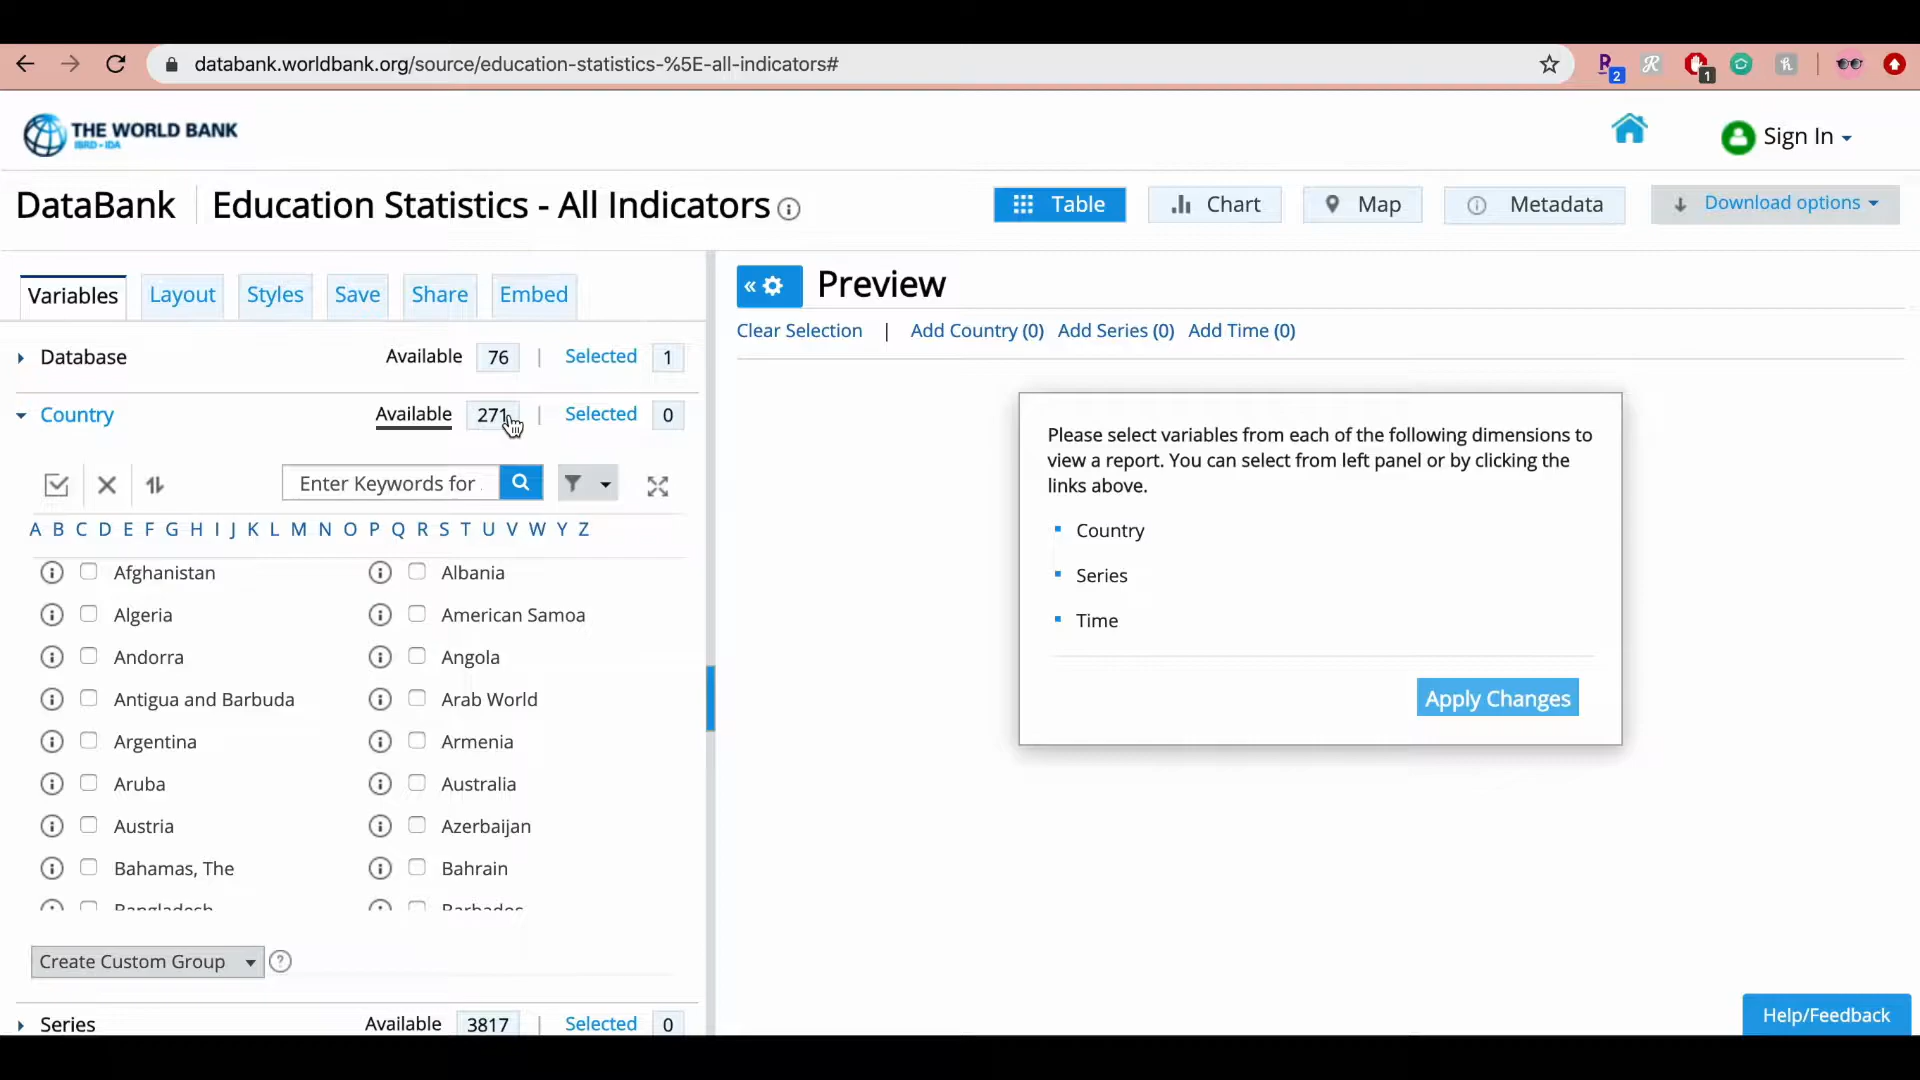 databank.worldbank.org/source/education-statistics-%5E-all-indicators#
2
1
THE WORLD BANK
IBRD • IDA
Sign In
DataBank
Education Statistics - All Indicators
Table
Chart
Map
Metadata
Download options
Variables
Layout
Styles
Save
Share
Embed
Preview
Clear Selection | Add Country (0) Add Series (0) Add Time (0)
Database Available 76 | Selected 1
Country Available 271 | Selected 0
Enter Keywords for
A B C D E F G H I J K L M N O P Q R S T U V W Y Z
Afghanistan Albania
Algeria American Samoa
Andorra Angola
Antigua and Barbuda Arab World
Argentina Armenia
Aruba Australia
Austria Azerbaijan
Bahamas, The Bahrain
Bangladesh Barbados
Create Custom Group
Series Available 3817 | Selected 0
Please select variables from each of the following dimensions to
view a report. You can select from left panel or by clicking the
links above.
Country
Series
Time
Apply Changes
Help/Feedback